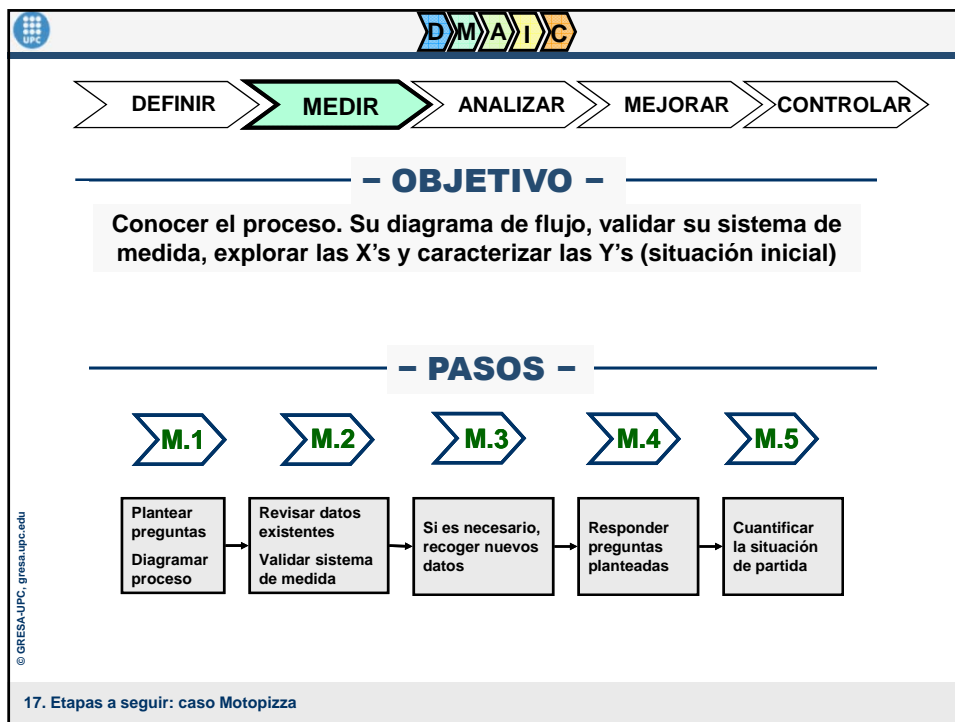 UPC
D M A I C
DEFINIR MEDIR ANALIZAR MEJORAR CONTROLAR
– OBJETIVO –
Conocer el proceso. Su diagrama de flujo, validar su sistema de
medida, explorar las X's y caracterizar las Y's (situación inicial)
– PASOS –
M.1 M.2 M.3 M.4 M.5
Plantear
preguntas
Diagramar
proceso
Revisar datos
existentes
Validar sistema
de medida
Si es necesario,
recoger nuevos
datos
Responder
preguntas
planteadas
Cuantificar
la situación
de partida
© GRESA-UPC, gresa.upc.edu
17. Etapas a seguir: caso Motopizza